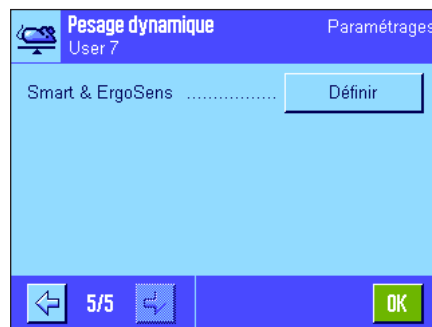 Pesage dynamique
Paramétrages
User 7
Smart & ErgoSens ................. Définir
5/5
OK